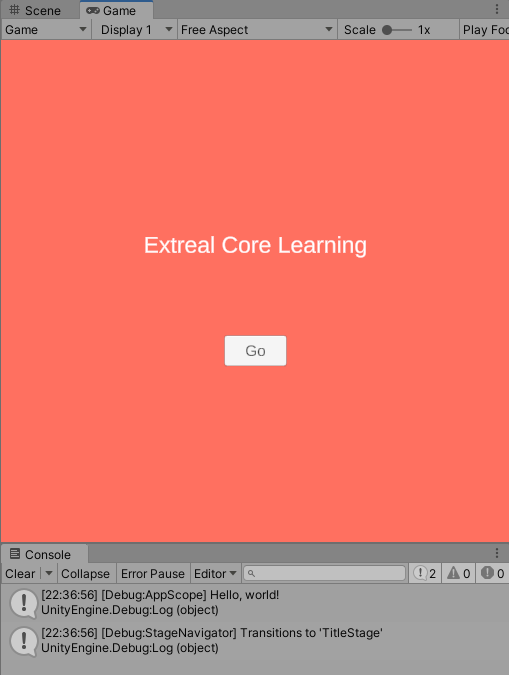 Scene Game
Game Display 1 Free Aspect Scale 1x Play Foc
Extreal Core Learning
Go
Console
Clear Collapse Error Pause Editor 2 0 0
[22:36:56] [Debug:AppScope] Hello, world!
UnityEngine.Debug:Log (object)
[22:36:56] [Debug:StageNavigator] Transitions to 'TitleStage'
UnityEngine.Debug:Log (object)